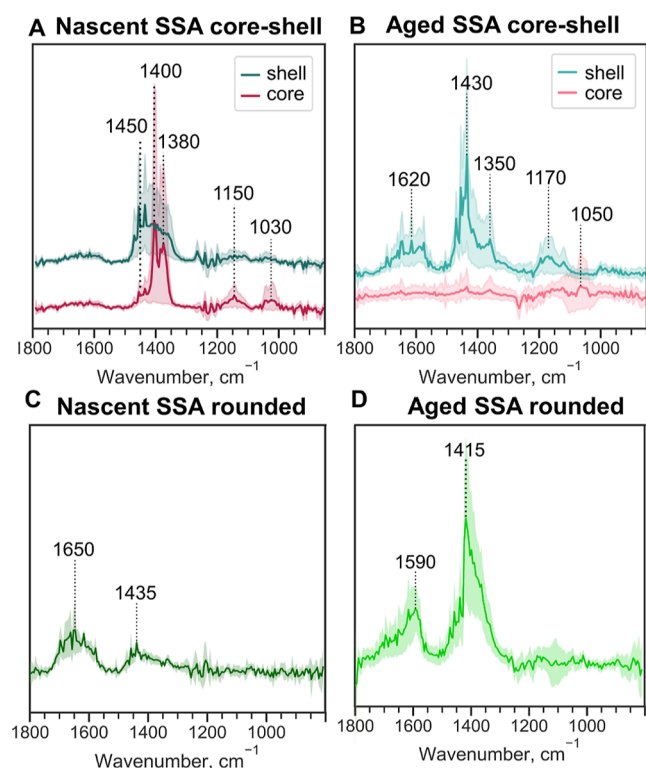 A Nascent SSA core-shell
shell
core
1400
1450
1380
1150
1030
1800 1600 1400 1200 1000
Wavenumber, cm−1
B Aged SSA core-shell
shell
core
1430
1350
1620
1170
1050
1800 1600 1400 1200 1000
Wavenumber, cm−1
C Nascent SSA rounded
1650
1435
1800 1600 1400 1200 1000
Wavenumber, cm−1
D Aged SSA rounded
1415
1590
1800 1600 1400 1200 1000
Wavenumber, cm−1